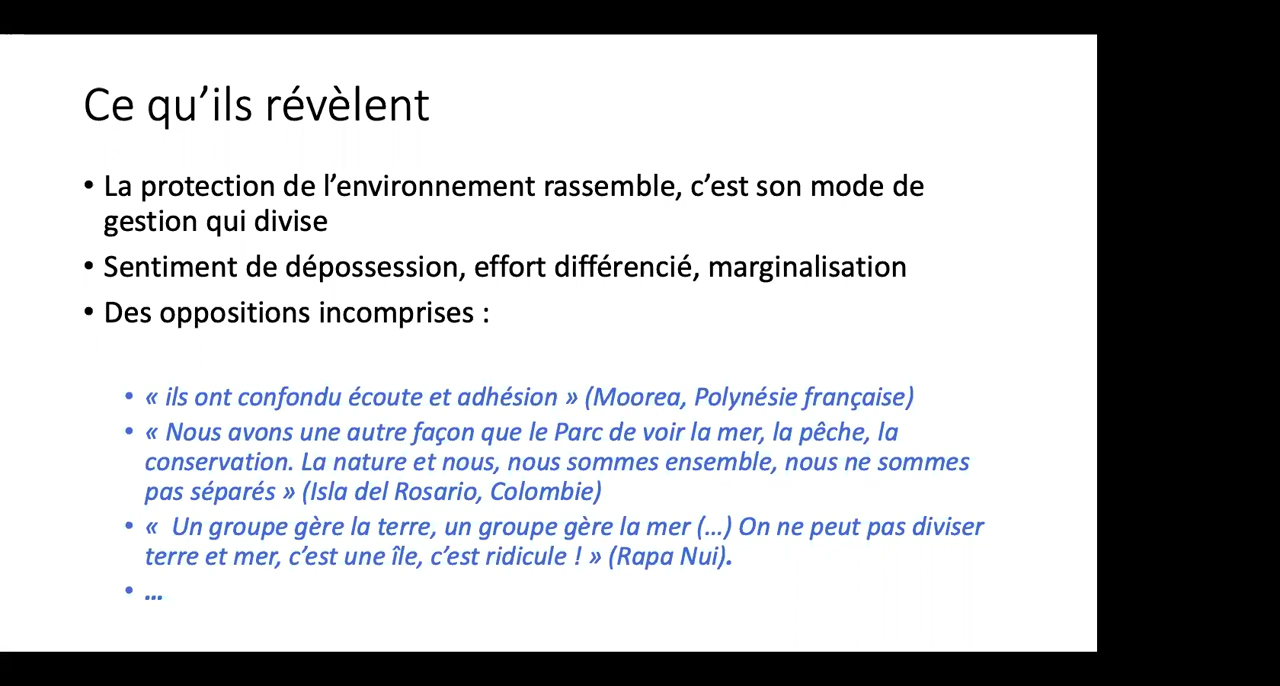 Ce qu’ils révèlent
• La protection de l’environnement rassemble, c’est son mode de
gestion qui divise
• Sentiment de dépossession, effort différencié, marginalisation
• Des oppositions incomprises :
• « ils ont confondu écoute et adhésion » (Moorea, Polynésie française)
• « Nous avons une autre façon que le Parc de voir la mer, la pêche, la
conservation. La nature et nous, nous sommes ensemble, nous ne sommes
pas séparés » (Isla del Rosario, Colombie)
• «  Un groupe gère la terre, un groupe gère la mer (…) On ne peut pas diviser
terre et mer, c’est une île, c’est ridicule ! » (Rapa Nui).
• …